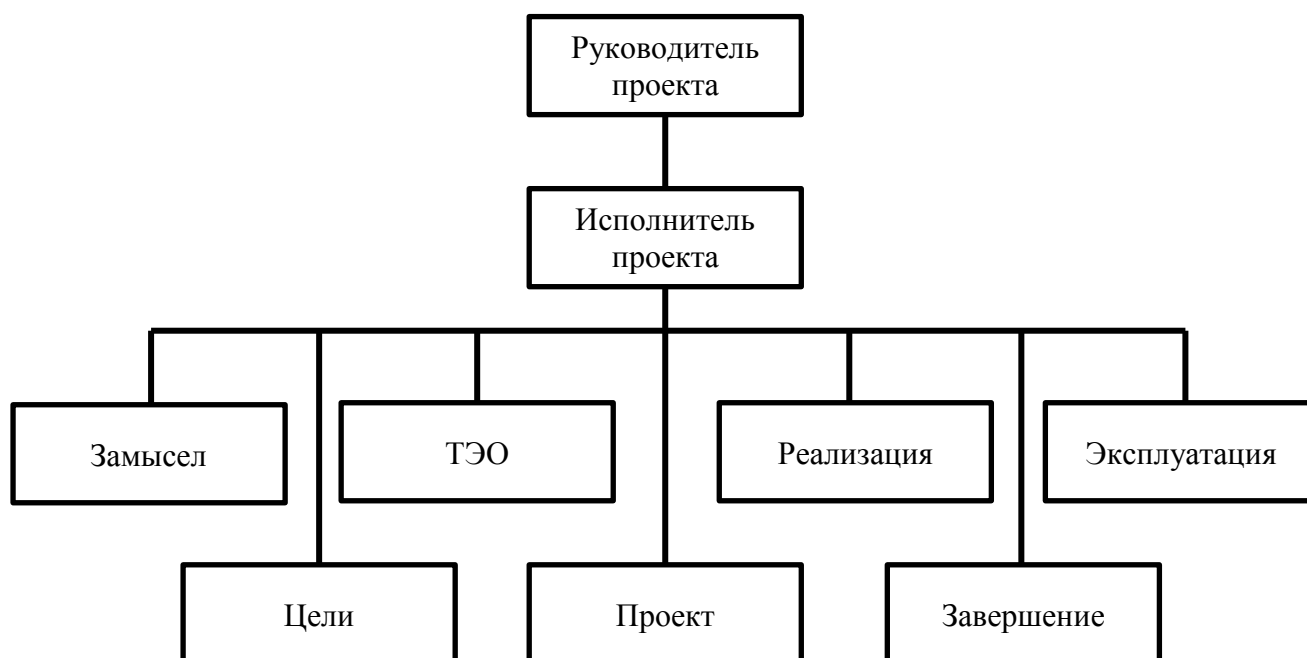 Руководитель
проекта
Исполнитель
проекта
Замысел
ТЭО
Реализация
Эксплуатация
Цели
Проект
Завершение